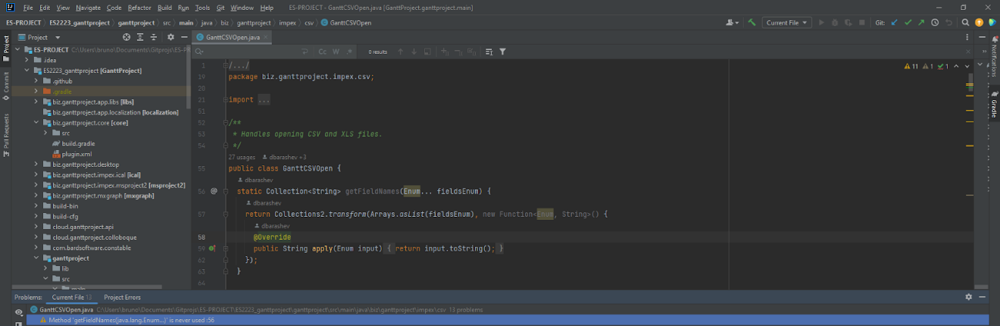 File Edit View Navigate Code Refactor Build Run Tools Git Window Help ES-PROJECT - GanttCSVOpen.java [GanttProject.ganttproject.main]
ES-PROJECT ES2223_ganttproject ganttproject src main java biz ganttproject impex csv GanttCSVOpen Current File Git:
Project
GanttCSVOpen.java
ES-PROJECT C:\Users\bruno\Documents\Gitprojs\ES-PROJECT
.idea
ES2223_ganttproject [GanttProject]
.github
.gradle
biz.ganttproject.app.libs [libs]
biz.ganttproject.app.localization [localization]
biz.ganttproject.core [core]
src
build.gradle
plugin.xml
biz.ganttproject.desktop
biz.ganttproject.impex.ical [ical]
biz.ganttproject.impex.msproject2 [msproject2]
biz.ganttproject.mxgraph [mxgraph]
build-bin
build-cfg
cloud.ganttproject.api
cloud.ganttproject.colloboque
com.bardsoftware.constable
ganttproject
lib
src
main
Project
Commit
Pull Requests
Cc W .* 0 results
11 1 1
1 /.../
19 package biz.ganttproject.impex.csv;
20
21 import ...
51
52 /**
53 * Handles opening CSV and XLS files.
54 */
27 usages dbarashev +3
55 public class GanttCSVOpen {
dbarashev
56 @ static Collection<String> getFieldNames(Enum... fieldsEnum) {
dbarashev
57 return Collections2.transform(Arrays.asList(fieldsEnum), new Function<Enum, String>() {
dbarashev
58 @Override
59 public String apply(Enum input) { return input.toString(); }
62 });
63 }
64
Notifications
Gradle
Problems: Current File 13 Project Errors
GanttCSVOpen.java C:\Users\bruno\Documents\Gitprojs\ES-PROJECT\ES2223_ganttproject\ganttproject\src\main\java\biz\ganttproject\impex\csv 13 problems
Method 'getFieldNames(java.lang.Enum...)' is never used :56